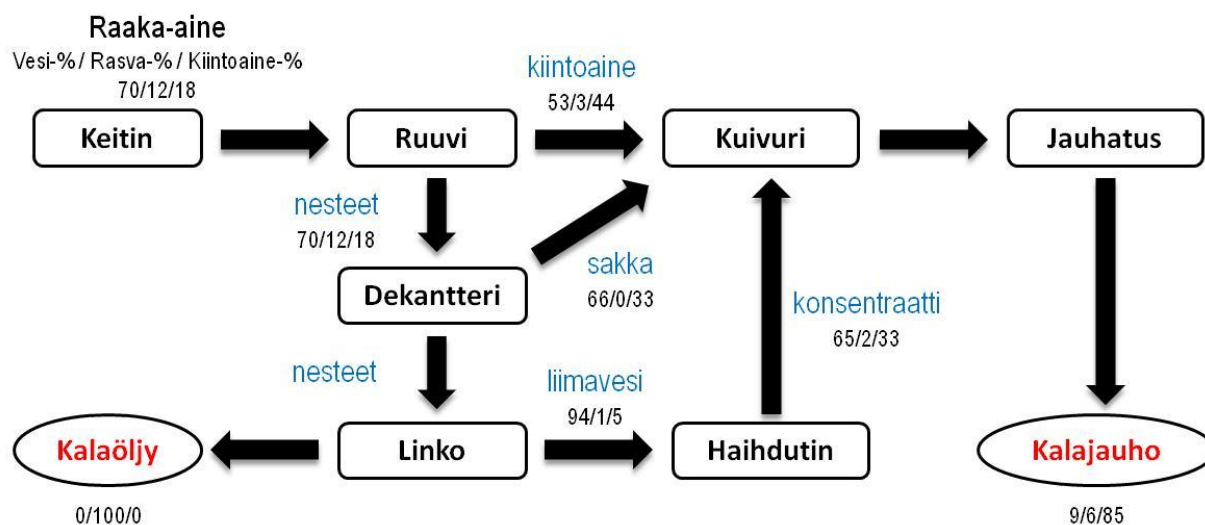 Raaka-aine
Vesi-% / Rasva-% / Kiintoaine-%
70/12/18
kiintoaine
53/3/44
Keitin
Ruuvi
Kuivuri
Jauhatus
nesteet
70/12/18
sakka
66/0/33
Dekantteri
konsentraatti
65/2/33
nesteet
liimavesi
94/1/5
Kalaöljy
Linko
Haihdutin
Kalajauho
0/100/0
9/6/85